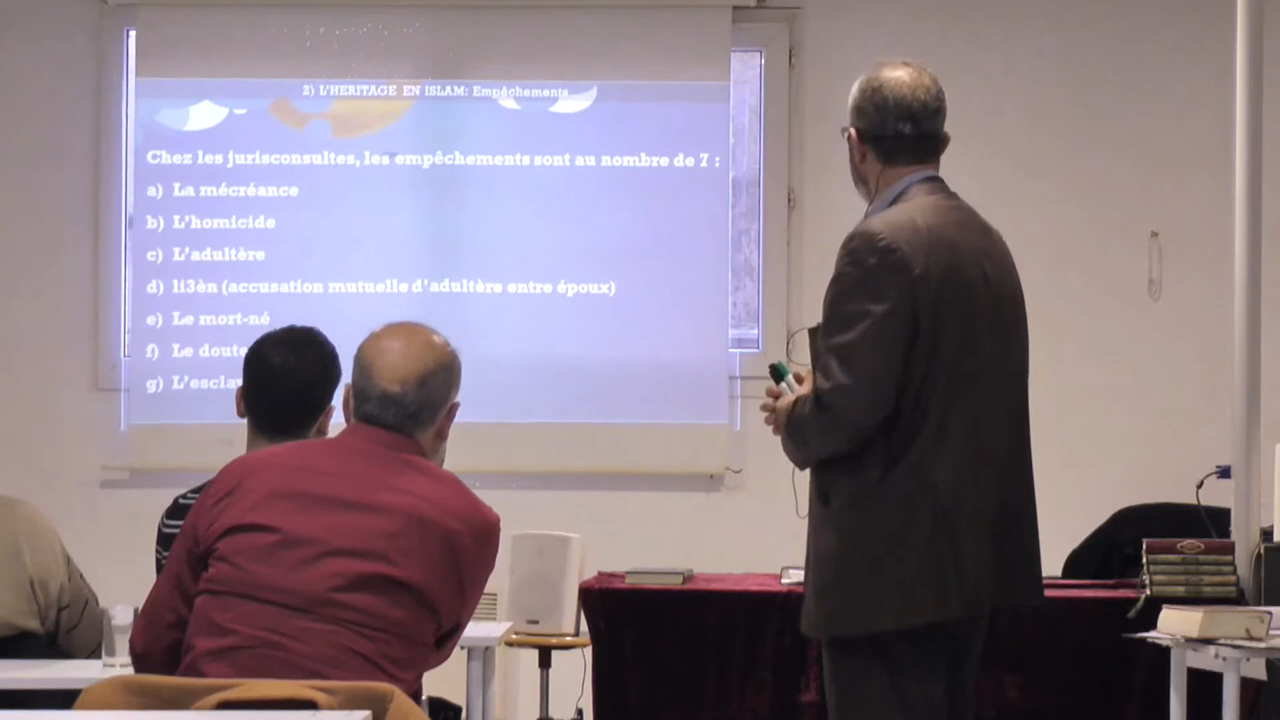 2) L'HERITAGE EN ISLAM: Empêchements
Chez les jurisconsultes, les empêchements sont au nombre de 7 :
a) La mécréance
b) L'homicide
c) L'adultère
d) li3èn (accusation mutuelle d'adultère entre époux)
e) Le mort-né
f) Le doute
g)